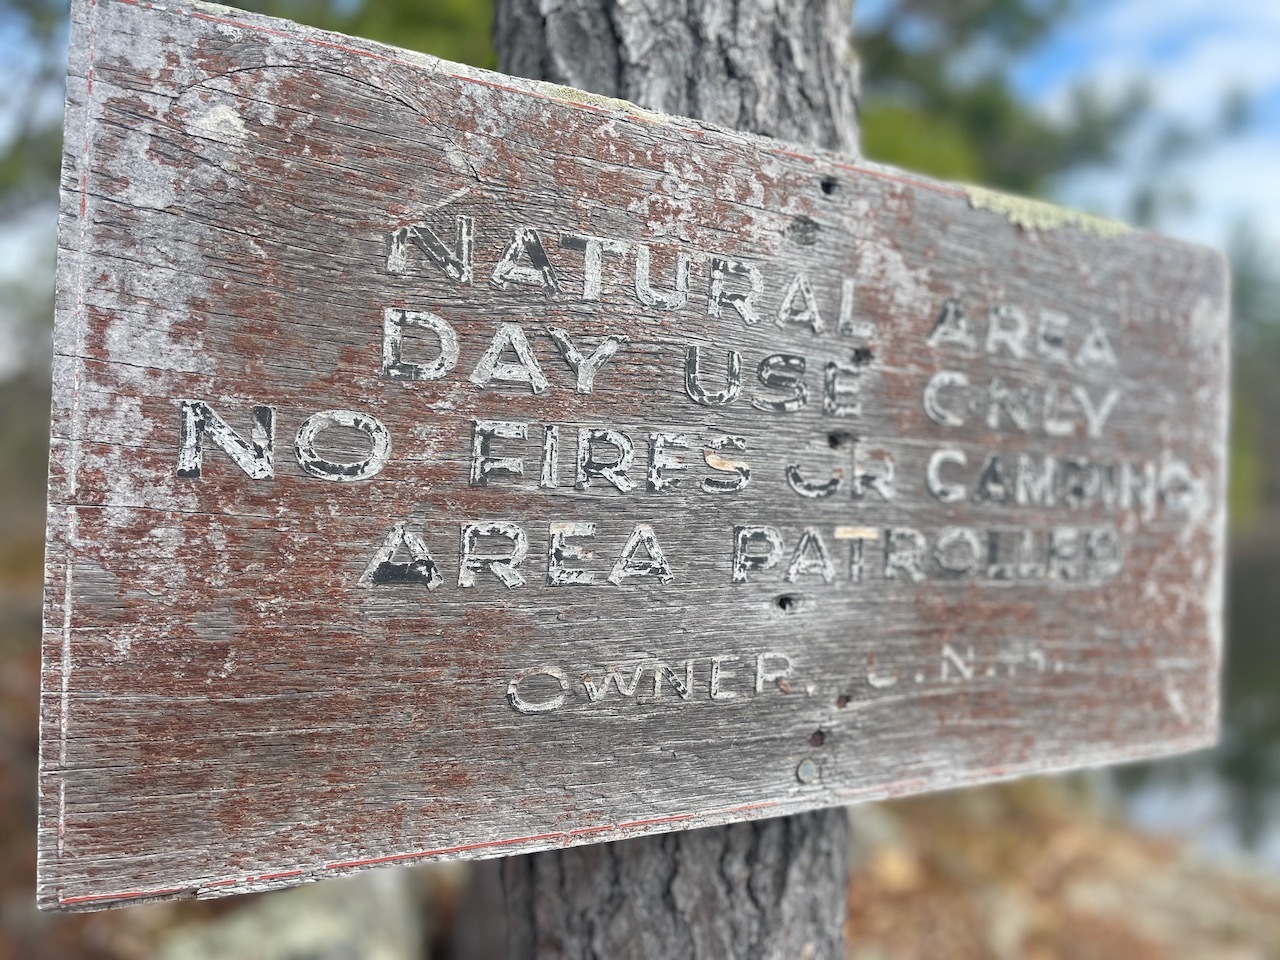 NATURAL AREA
DAY USE ONLY
NO FIRES OR CAMPING
AREA PATROLLED
OWNER.